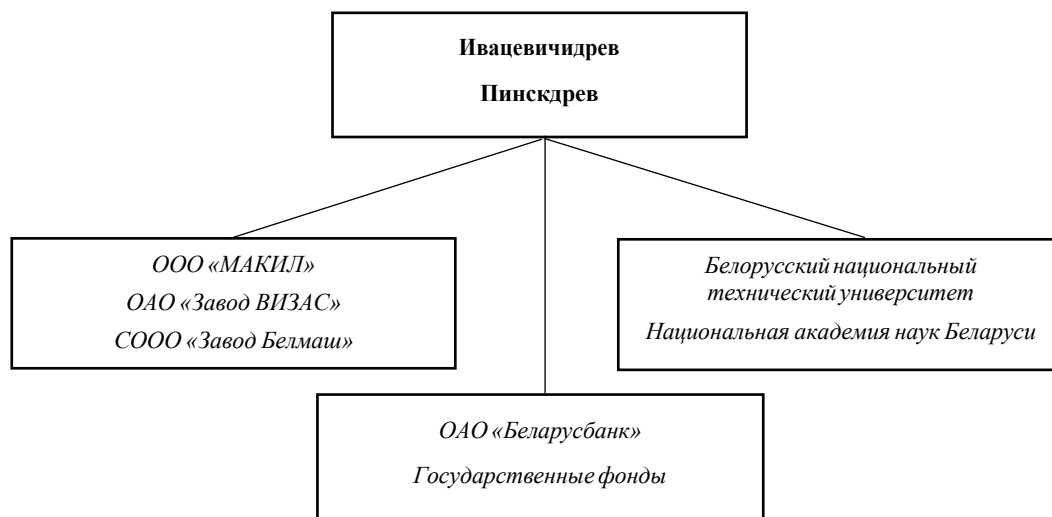 Ивацевичидрев
Пинскдрев
ООО «МАКИЛ»
ОАО «Завод ВИЗАС»
СООО «Завод Белмаш»
Белорусский национальный
технический университет
Национальная академия наук Беларуси
ОАО «Беларусбанк»
Государственные фонды